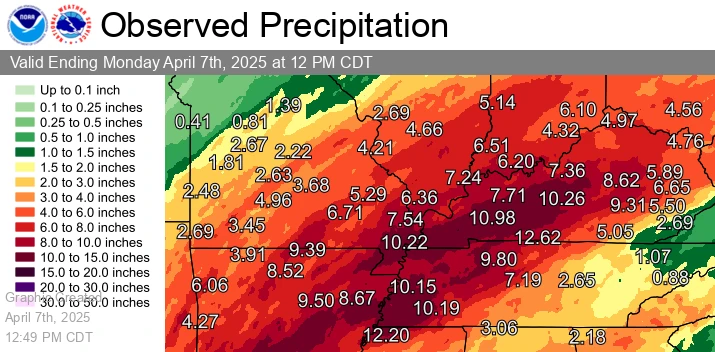 NOAA
Observed Precipitation
Valid Ending Monday April 7th, 2025 at 12 PM CDT
Up to 0.1 inch
0.1 to 0.25 inches
0.25 to 0.5 inches
0.5 to 1.0 inches
1.0 to 1.5 inches
1.5 to 2.0 inches
2.0 to 3.0 inches
3.0 to 4.0 inches
4.0 to 6.0 inches
6.0 to 8.0 inches
8.0 to 10.0 inches
10.0 to 15.0 inches
15.0 to 20.0 inches
20.0 to 30.0 inches
30.0 to 50.0 inches
Graphic Created
April 7th, 2025
12:49 PM CDT
1.39 2.69 5.14 6.10 4.56
0.41 0.81 4.66 4.32 4.97
2.67 2.22 4.21 6.51 4.76
1.81 6.20
2.63 7.24 7.36 5.89
2.48 3.68 8.62 6.65
4.96 5.29 6.36 7.71 10.26
6.71 9.31 5.50
2.69 3.45 7.54 10.98 5.05 2.69
10.22 12.62
3.91 9.39 9.80 1.07
8.52 7.19 2.65 0.88
6.06 10.15
9.50 8.67 10.19
4.27 12.20 3.06 2.18